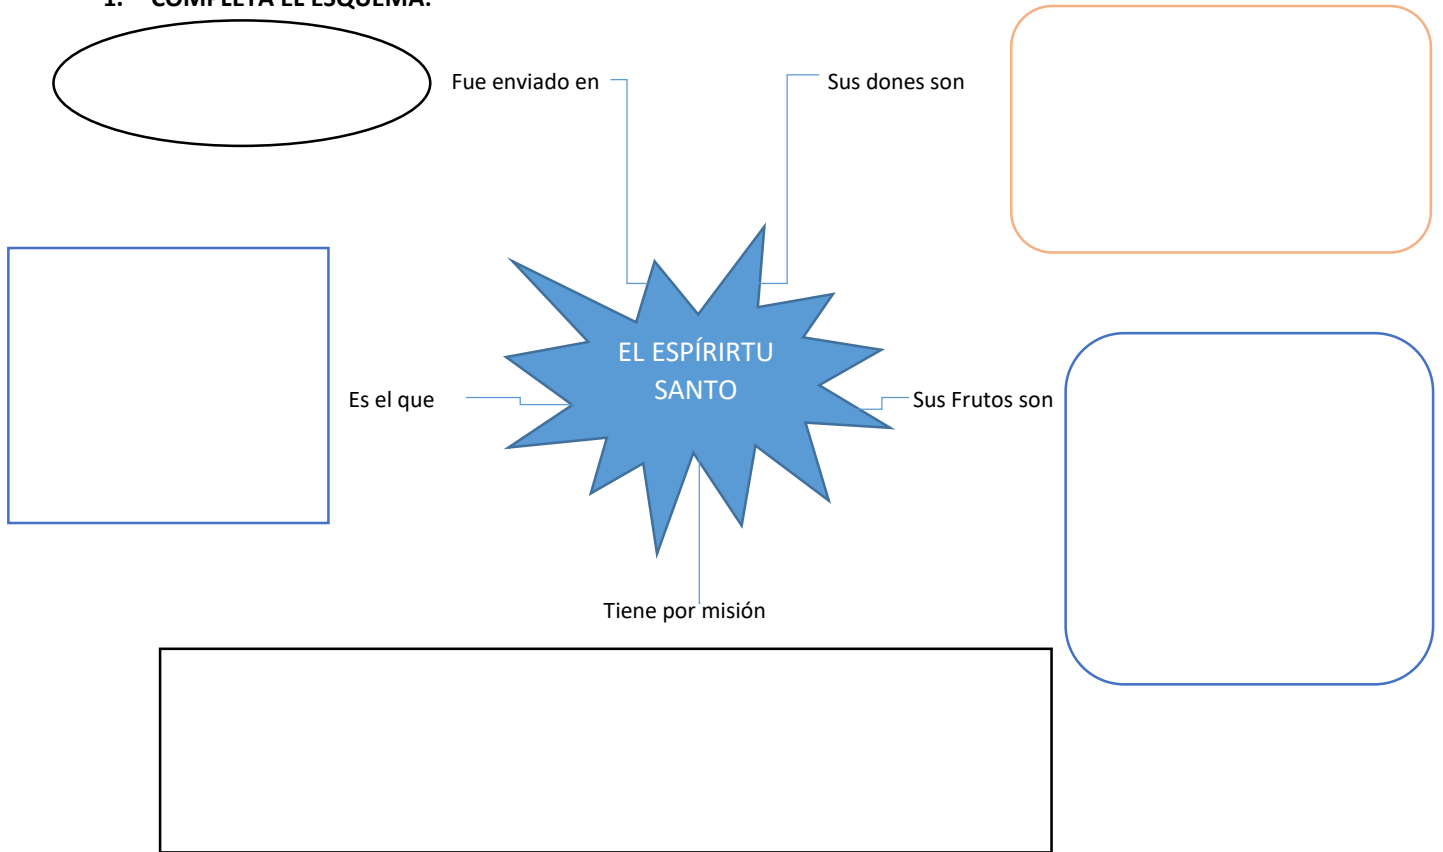 1. COMPLETA EL ESQUEMA:
Fue enviado en
Sus dones son
EL ESPÍRIRTU
SANTO
Es el que
Sus Frutos son
Tiene por misión